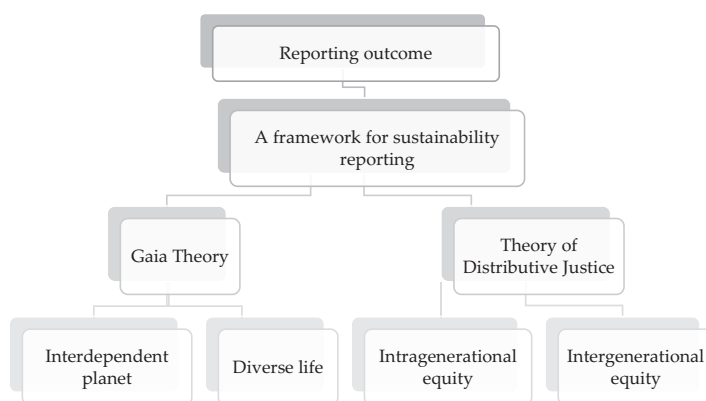 Reporting outcome
A framework for sustainability
reporting
Gaia Theory
Theory of
Distributive Justice
Interdependent
planet
Diverse life
Intragenerational
equity
Intergenerational
equity